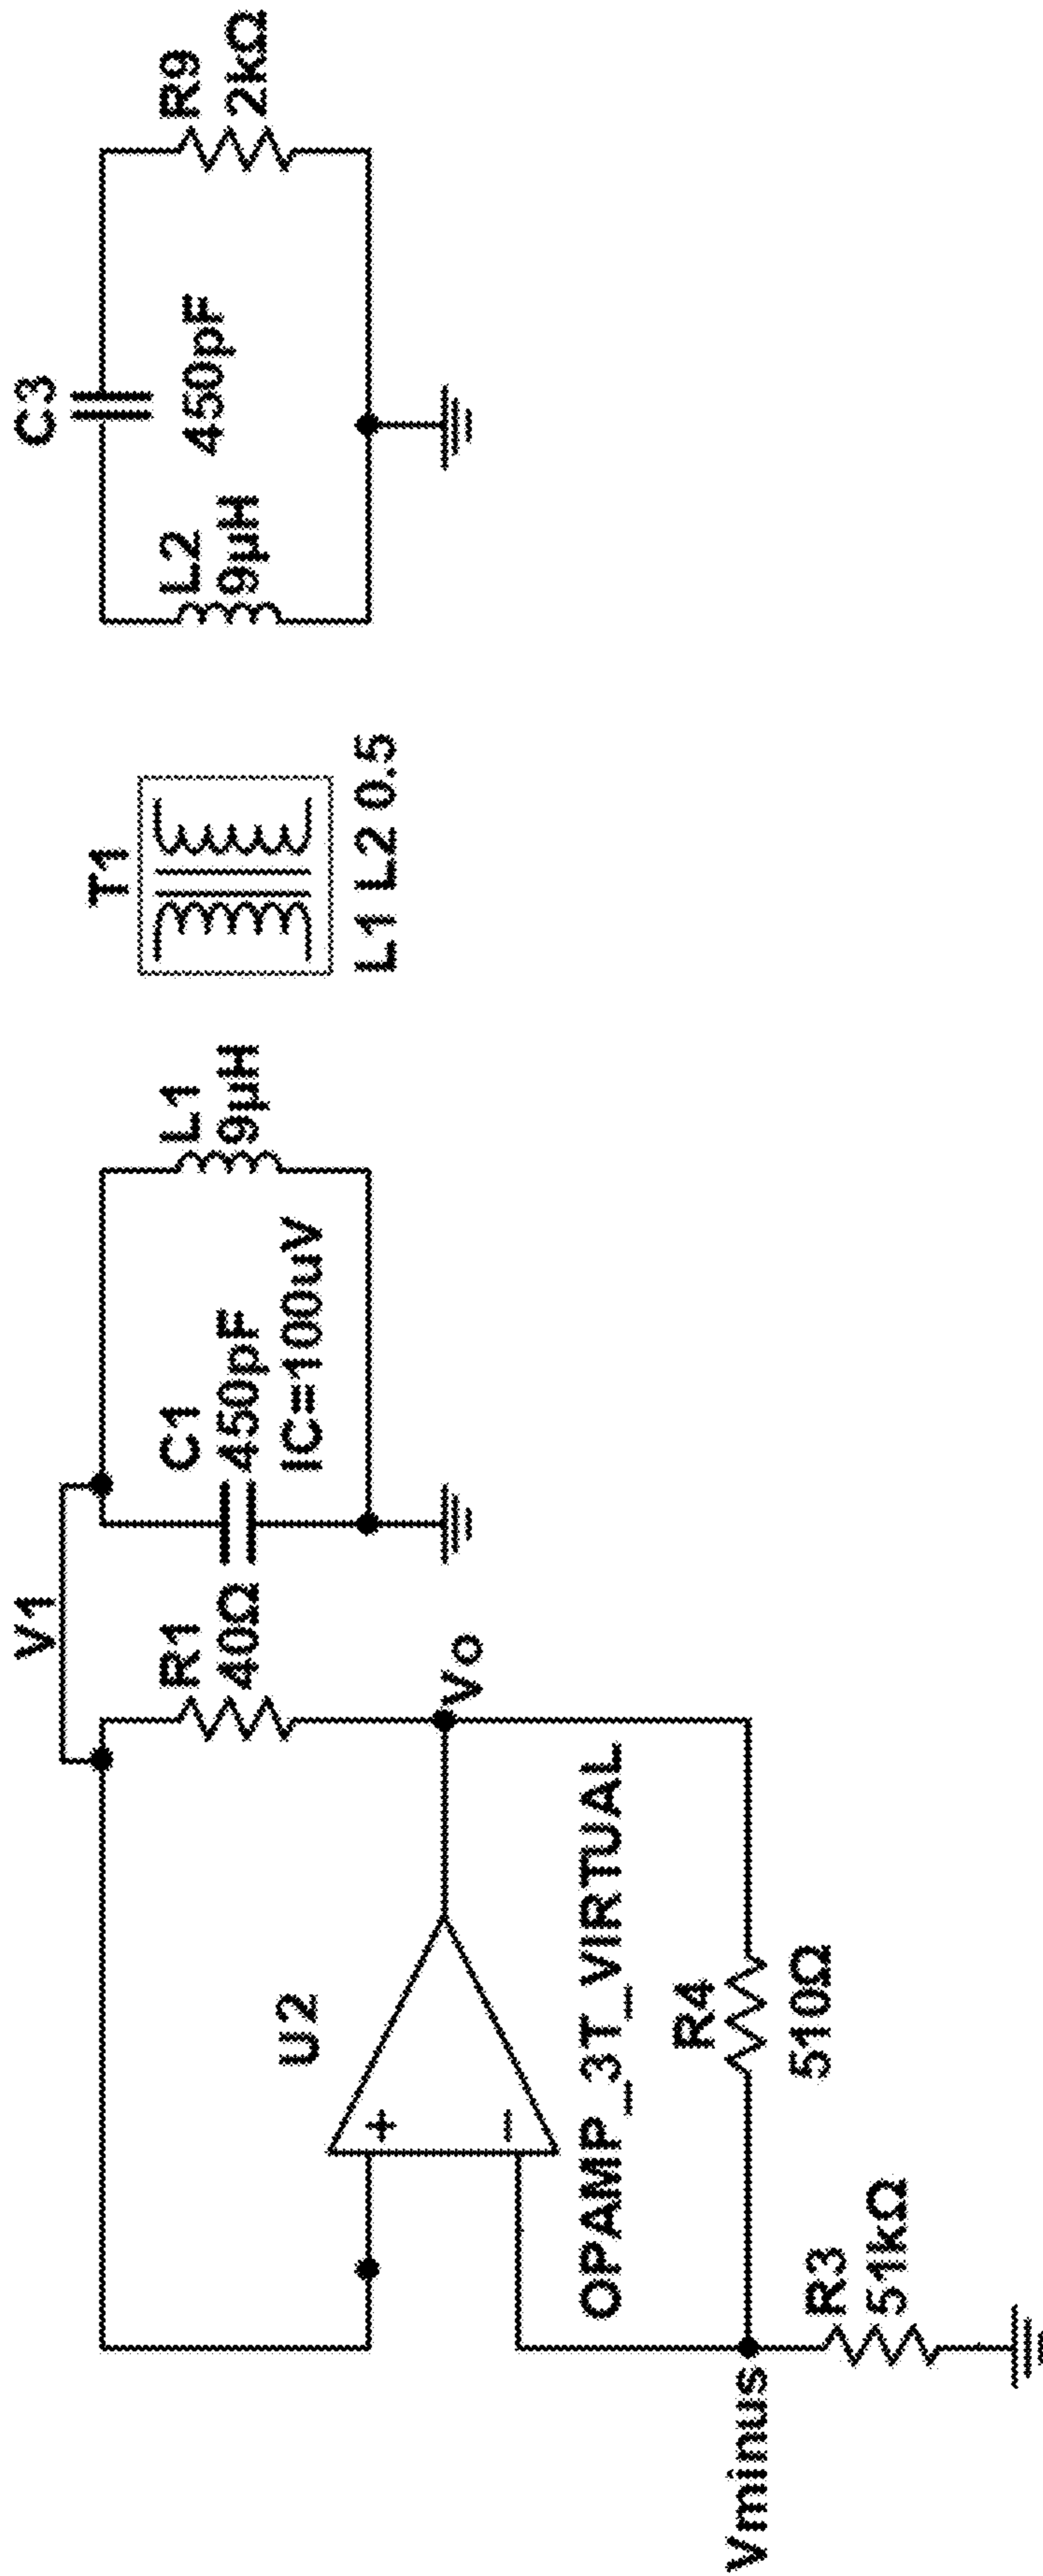 V1
U2
OPAMP_3T_VIRTUAL
R1
40Ω
Vo
R4
510Ω
Vminus
R3
51kΩ
C1
450pF
IC=100uV
L1
9µH
T1
L1 L2 0.5
L2
9µH
C3
450pF
R9
2kΩ